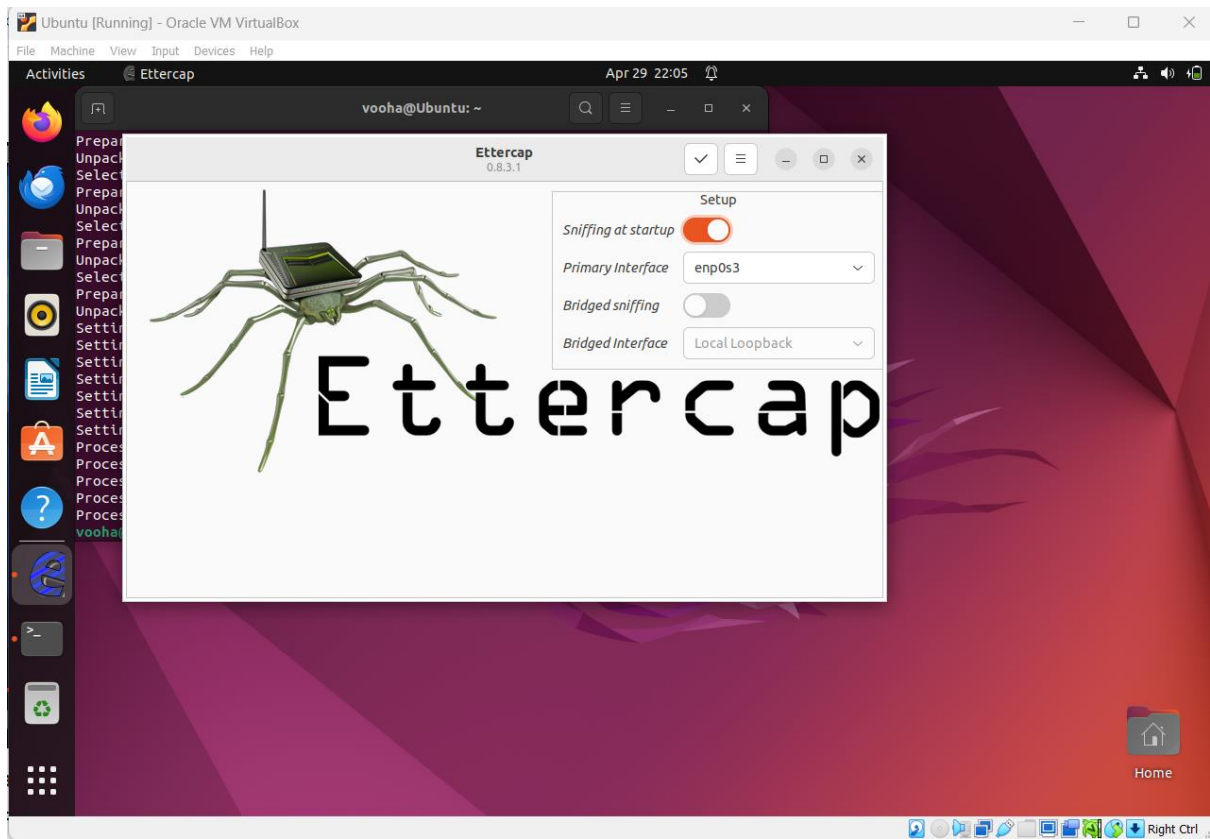 Ubuntu [Running] - Oracle VM VirtualBox
File Machine View Input Devices Help
Activities Ettercap Apr 29 22:05
vooha@Ubuntu: ~
Prepar
Unpack
Select
Prepar
Unpack
Select
Prepar
Unpack
Select
Prepar
Unpack
Settin
Settin
Settin
Settin
Settin
Settin
Settin
Proces
Proces
Proces
Proces
Proces
vooha@
Ettercap
0.8.3.1
Setup
Sniffing at startup
Primary Interface enp0s3
Bridged sniffing
Bridged Interface Local Loopback
Ettercap
Home
Right Ctrl